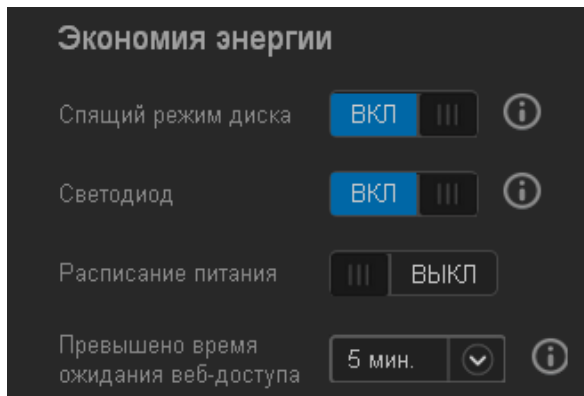 Экономия энергии
Спящий режим диска ВКЛ
Светодиод ВКЛ
Расписание питания ВЫКЛ
Превышено время
ожидания веб-доступа 5 мин.